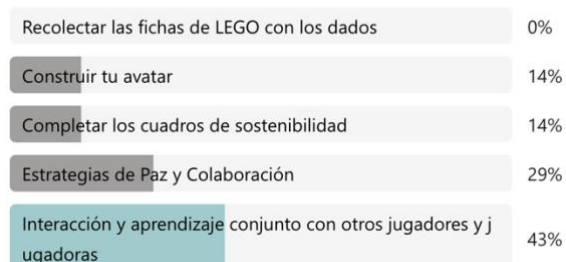 Recolectar las fichas de LEGO con los dados 0%
Construir tu avatar 14%
Completar los cuadros de sostenibilidad 14%
Estrategias de Paz y Colaboración 29%
Interacción y aprendizaje conjunto con otros jugadores y j
ugadoras 43%